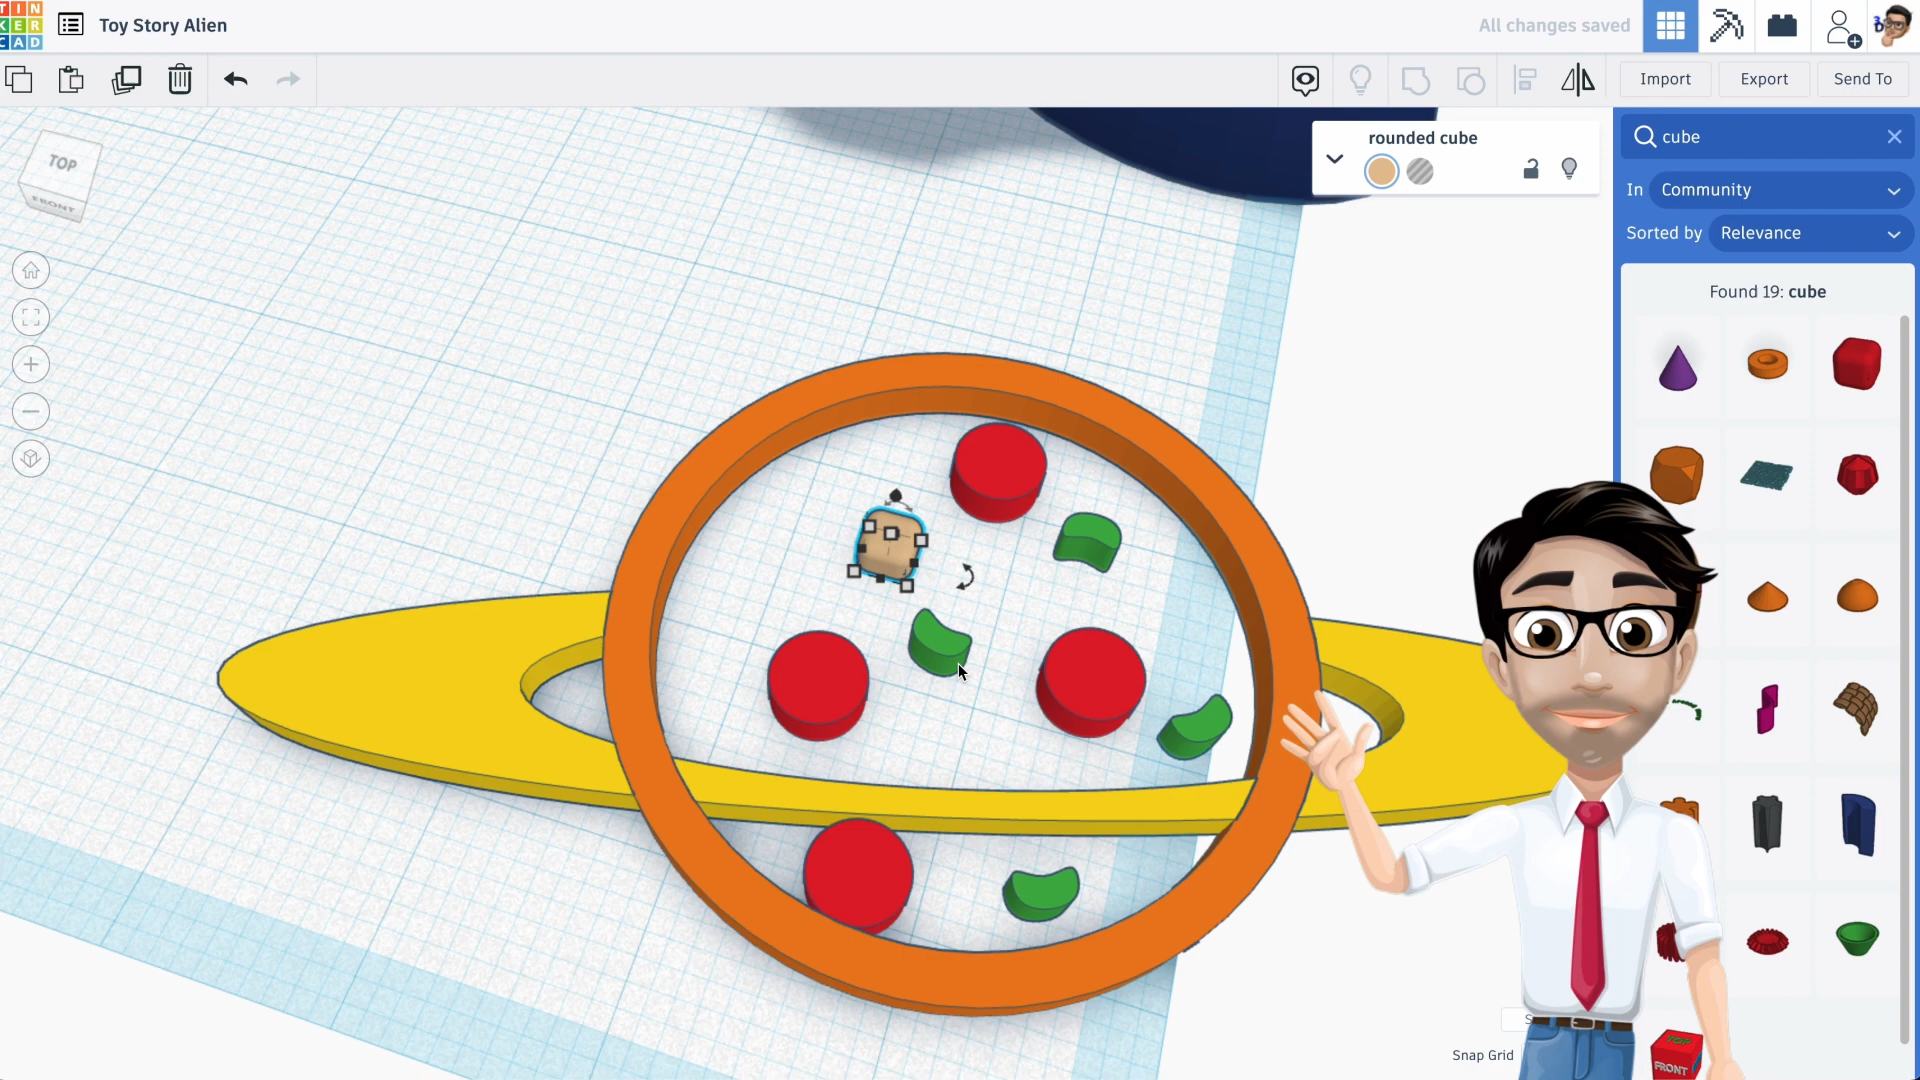 TIN
KER
CAD
Toy Story Alien
All changes saved
Import
Export
Send To
TOP
FRONT
rounded cube
cube
In Community
Sorted by Relevance
Found 19: cube
Snap Grid
TOP
FRONT